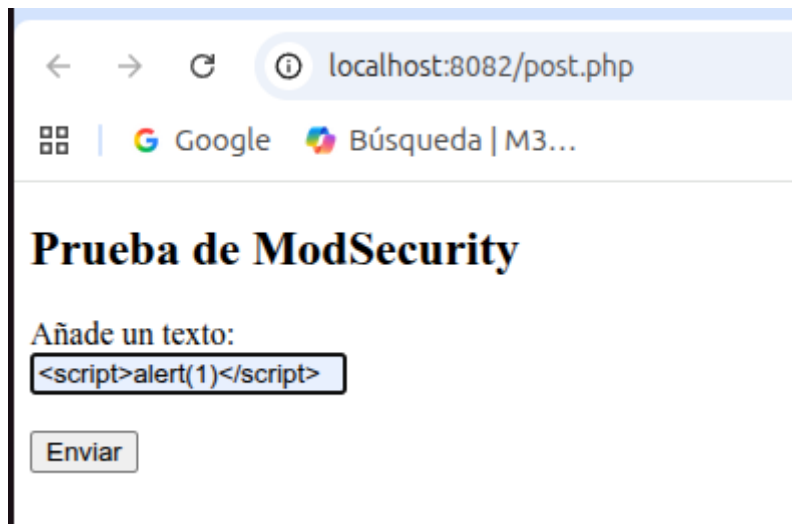 localhost:8082/post.php
Google Búsqueda | M3...
Prueba de ModSecurity
Añade un texto:
<script>alert(1)</script>
Enviar